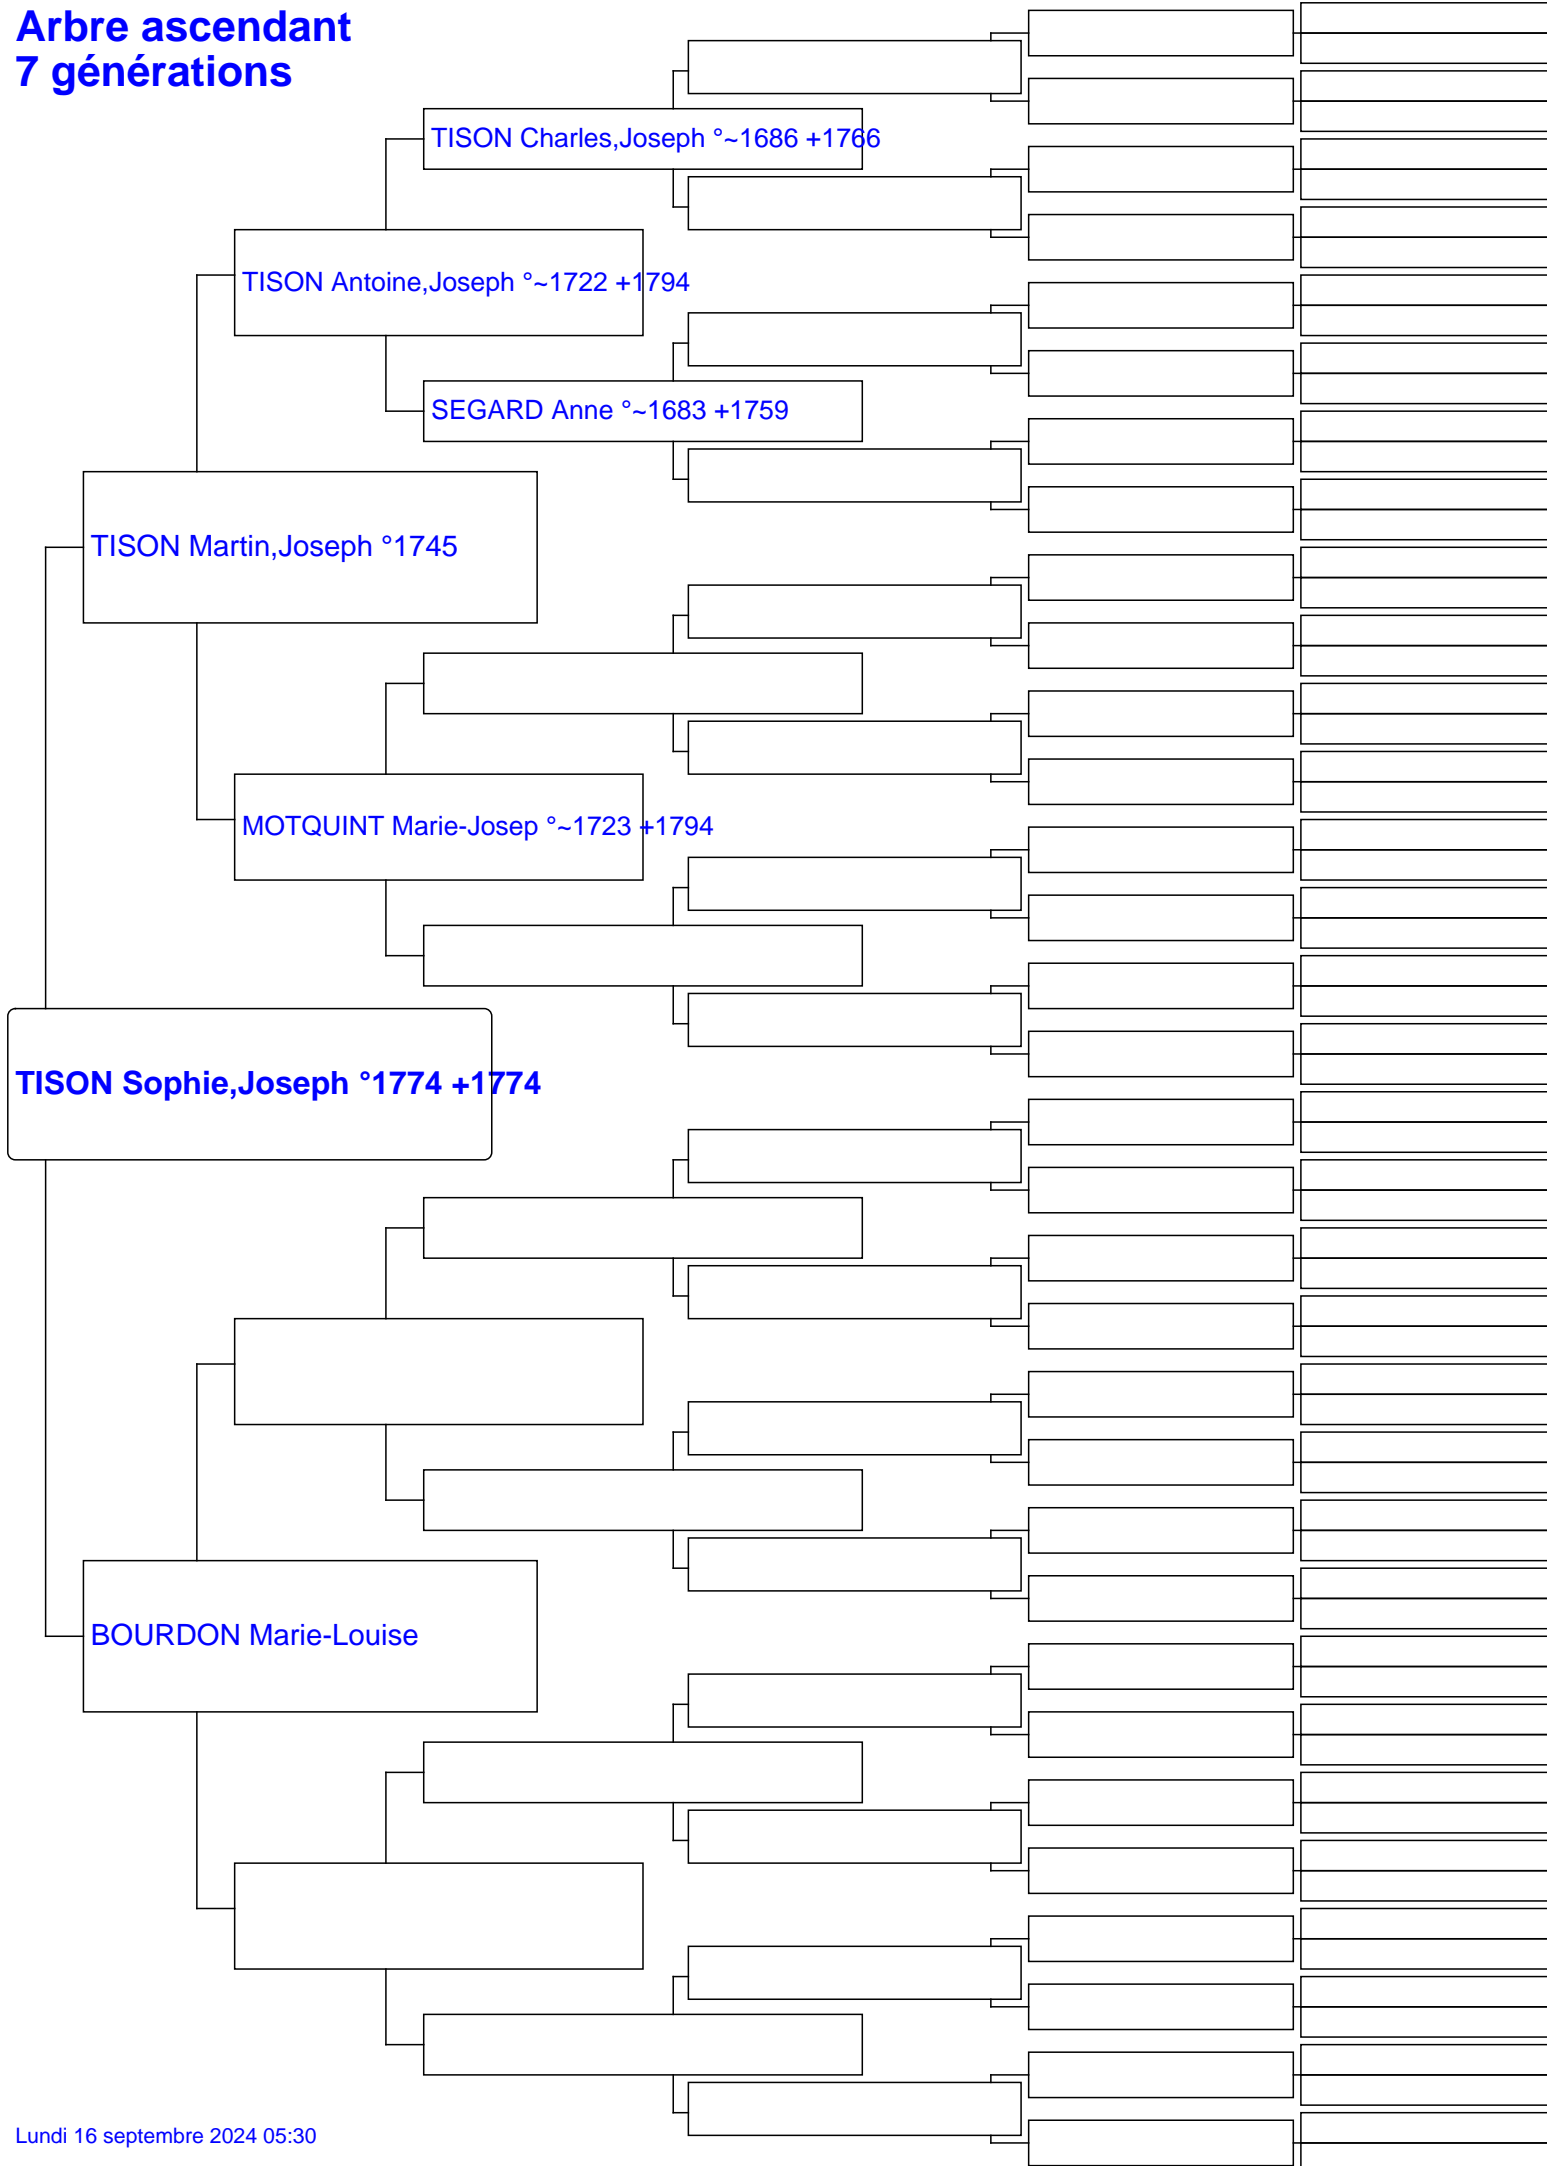 Arbre ascendant
7 générations
TISON Charles,Joseph °~1686 +1766
TISON Antoine,Joseph °~1722 +1794
SEGARD Anne °~1683 +1759
TISON Martin,Joseph °1745
MOTQUINT Marie-Josep °~1723 +1794
TISON Sophie,Joseph °1774 +1774
BOURDON Marie-Louise
Lundi 16 septembre 2024 05:30